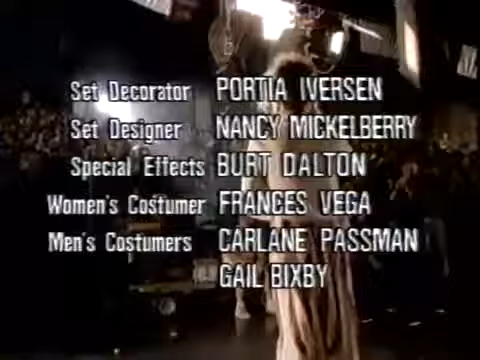 Set Decorator PORTIA IVERSEN
Set Designer NANCY MICKELBERRY
Special Effects BURT DALTON
Women's Costumer FRANCES VEGA
Men's Costumers CARLANE PASSMAN
GAIL BIXBY